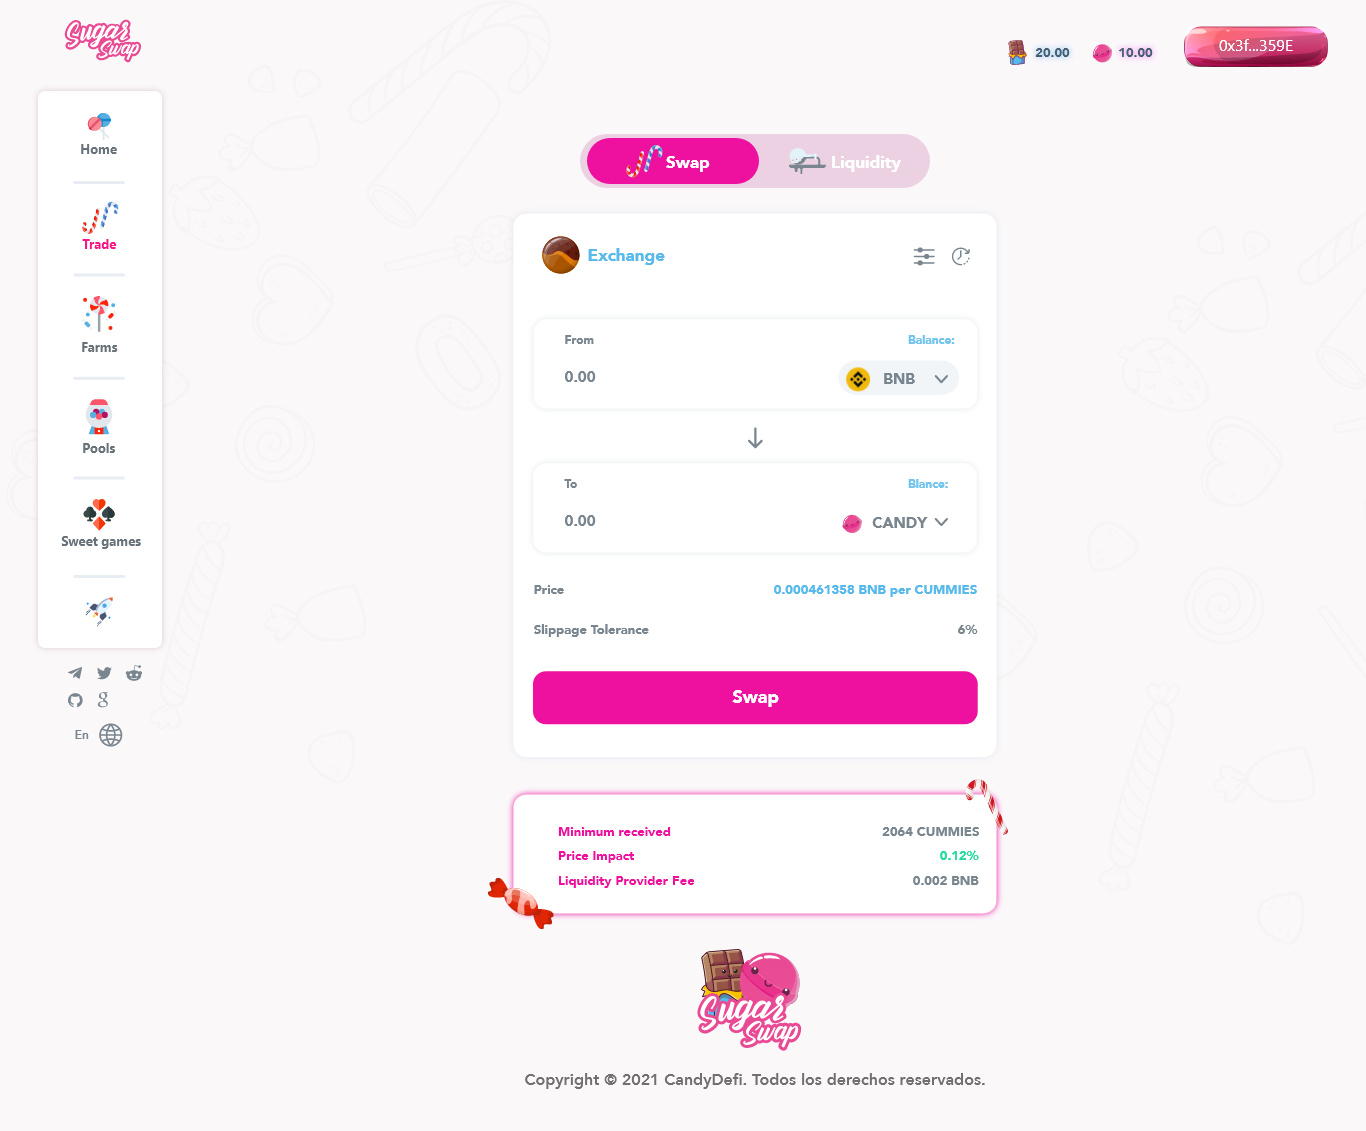 Sugar
Swap
20.00
10.00
0x3f...359E
Home
Trade
Farms
Pools
Sweet games
En
Swap
Liquidity
Exchange
From
Balance:
0.00
BNB
To
Blance:
0.00
CANDY
Price
0.000461358 BNB per CUMMIES
Slippage Tolerance
6%
Swap
Minimum received
2064 CUMMIES
Price Impact
0.12%
Liquidity Provider Fee
0.002 BNB
Sugar
Swap
Copyright © 2021 CandyDefi. Todos los derechos reservados.